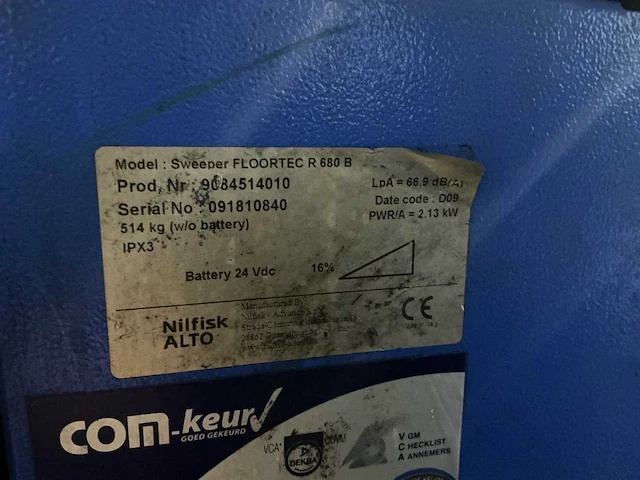 Model : Sweeper FLOORTEC R 680 B
Prod. Nr : 9084514010
LpA = 66.9 dB(A)
Serial No : 091810840
Date code : D09
514 kg (w/o battery)
PWR/A = 2.13 kW
IPX3
Battery 24 Vdc
16%
Manufactured By
Nilfisk - Advance
Nilfisk
ALTO
CE
COM-keur
GOED GEKEURD
VCA
DEKRA
V GM
C HECKLIST
A ANNEMERS